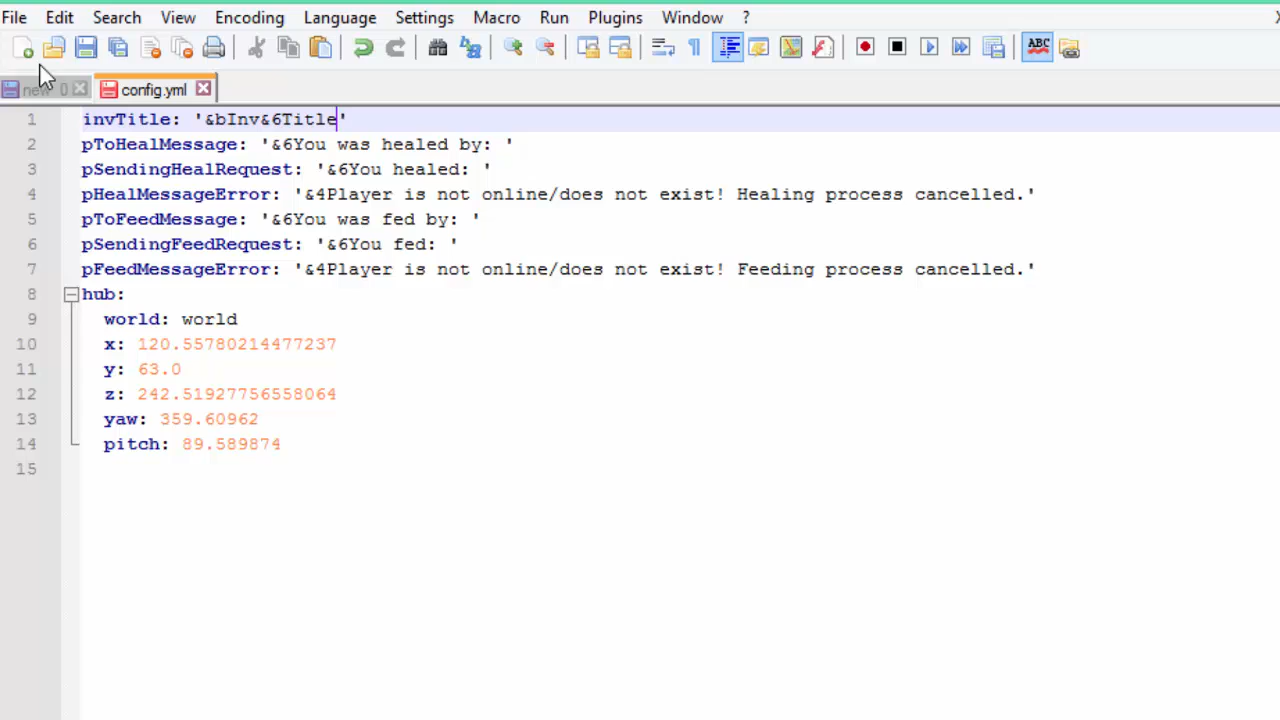 File Edit Search View Encoding Language Settings Macro Run Plugins Window ? X
ABC
new 0 config.yml
1 invTitle: '&bInv&6Title'
2 pToHealMessage: '&6You was healed by: '
3 pSendingHealRequest: '&6You healed: '
4 pHealMessageError: '&4Player is not online/does not exist! Healing process cancelled.'
5 pToFeedMessage: '&6You was fed by: '
6 pSendingFeedRequest: '&6You fed: '
7 pFeedMessageError: '&4Player is not online/does not exist! Feeding process cancelled.'
8 hub:
9 world: world
10 x: 120.55780214477237
11 y: 63.0
12 z: 242.51927756558064
13 yaw: 359.60962
14 pitch: 89.589874
15